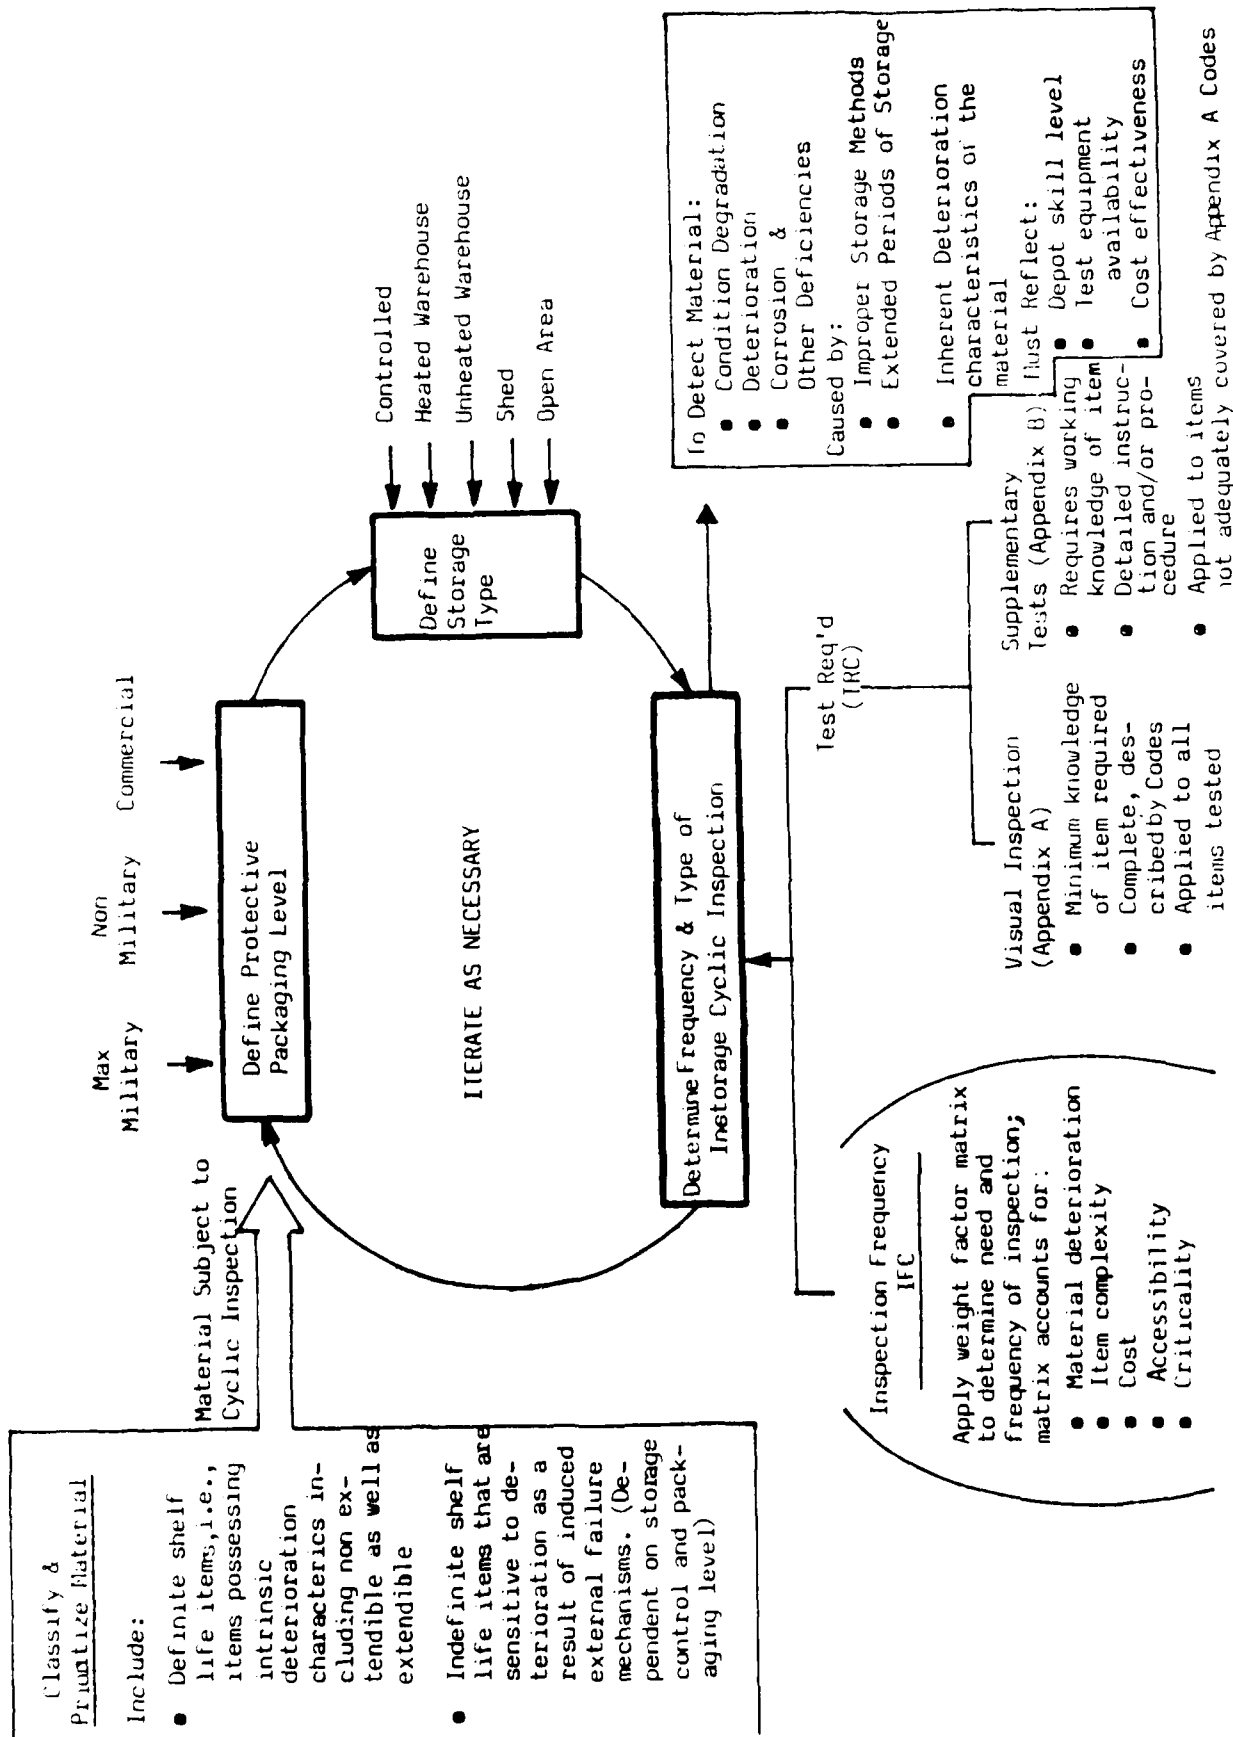 Classify &
Prioritize Material
Include:
● Definite shelf
life items, i.e.,
items possessing
intrinsic
deterioration
characterics in-
cluding non ex-
tendible as well as
extendible
● Indefinite shelf
life items that are
sensitive to de-
terioration as a
result of induced
external failure
mechanisms. (De-
pendent on storage
control and pack-
aging level)
Material Subject to
Cyclic Inspection
Max
Military
Non
Military
Commercial
Define Protective
Packaging Level
ITERATE AS NECESSARY
Define
Storage
Type
Controlled
Heated Warehouse
Unheated Warehouse
Shed
Open Area
Determine Frequency & Type of
Instorage Cyclic Inspection
To Detect Material:
● Condition Degradation
● Deterioration
● Corrosion &
Other Deficiencies
Caused by:
● Improper Storage Methods
● Extended Periods of Storage
● Inherent Deterioration
characteristics of the
material
Must Reflect:
● Depot skill level
● Test equipment
availability
● Cost effectiveness
Inspection Frequency
IFC
Apply weight factor matrix
to determine need and
frequency of inspection;
matrix accounts for:
● Material deterioration
● Item complexity
● Cost
● Accessibility
● Criticality
Test Req'd
(TRC)
Visual Inspection
(Appendix A)
● Minimum knowledge
of item required
● Complete, des-
cribed by Codes
● Applied to all
items tested
Supplementary
Tests (Appendix B)
● Requires working
knowledge of item
● Detailed instruc-
tion and/or pro-
cedure
● Applied to items
not adequately covered by Appendix A Codes